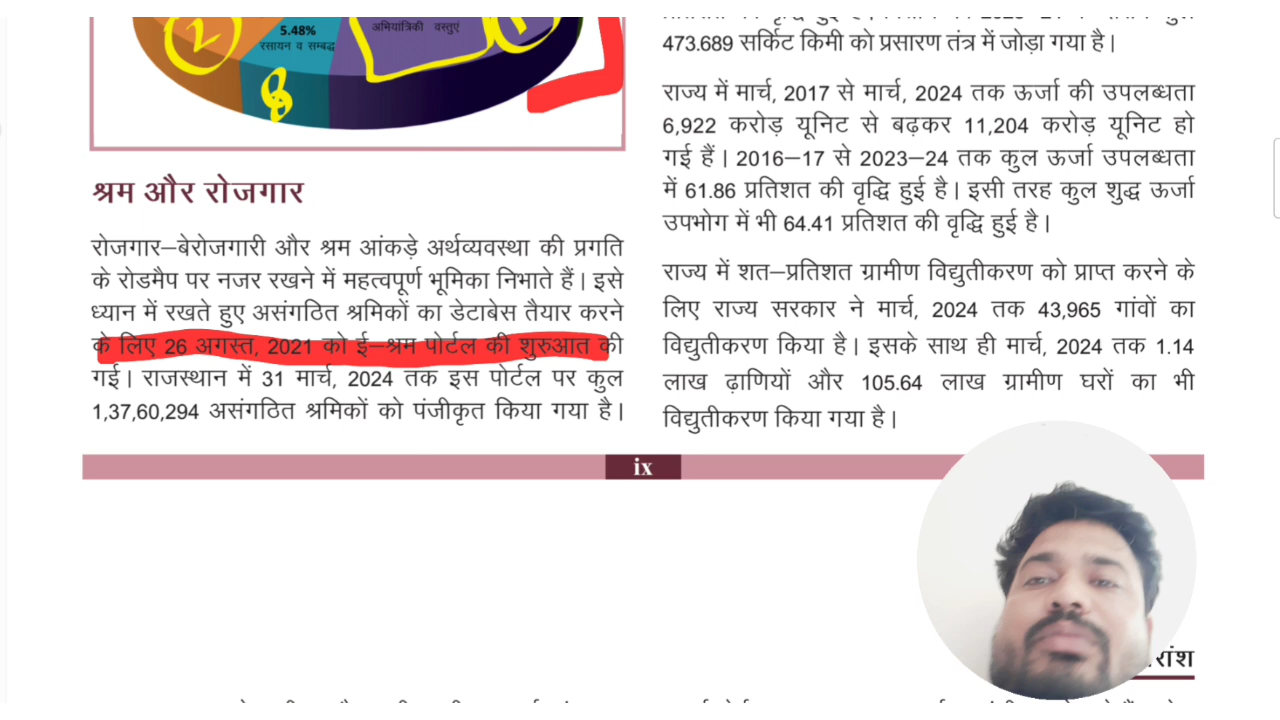 2
5.48%
रसायन व सम्बद्ध
अभियांत्रिकी वस्तुएं
8
1
श्रम और रोजगार
रोजगार–बेरोजगारी और श्रम आंकड़े अर्थव्यवस्था की प्रगति
के रोडमैप पर नजर रखने में महत्वपूर्ण भूमिका निभाते हैं। इसे
ध्यान में रखते हुए असंगठित श्रमिकों का डेटाबेस तैयार करने
के लिए 26 अगस्त, 2021 को ई–श्रम पोर्टल की शुरुआत की
गई। राजस्थान में 31 मार्च, 2024 तक इस पोर्टल पर कुल
1,37,60,294 असंगठित श्रमिकों को पंजीकृत किया गया है।
473.689 सर्किट किमी को प्रसारण तंत्र में जोड़ा गया है।
राज्य में मार्च, 2017 से मार्च, 2024 तक ऊर्जा की उपलब्धता
6,922 करोड़ यूनिट से बढ़कर 11,204 करोड़ यूनिट हो
गई हैं। 2016–17 से 2023–24 तक कुल ऊर्जा उपलब्धता
में 61.86 प्रतिशत की वृद्धि हुई है। इसी तरह कुल शुद्ध ऊर्जा
उपभोग में भी 64.41 प्रतिशत की वृद्धि हुई है।
राज्य में शत–प्रतिशत ग्रामीण विद्युतीकरण को प्राप्त करने के
लिए राज्य सरकार ने मार्च, 2024 तक 43,965 गांवों का
विद्युतीकरण किया है। इसके साथ ही मार्च, 2024 तक 1.14
लाख ढ़ाणियों और 105.64 लाख ग्रामीण घरों का भी
विद्युतीकरण किया गया है।
ix